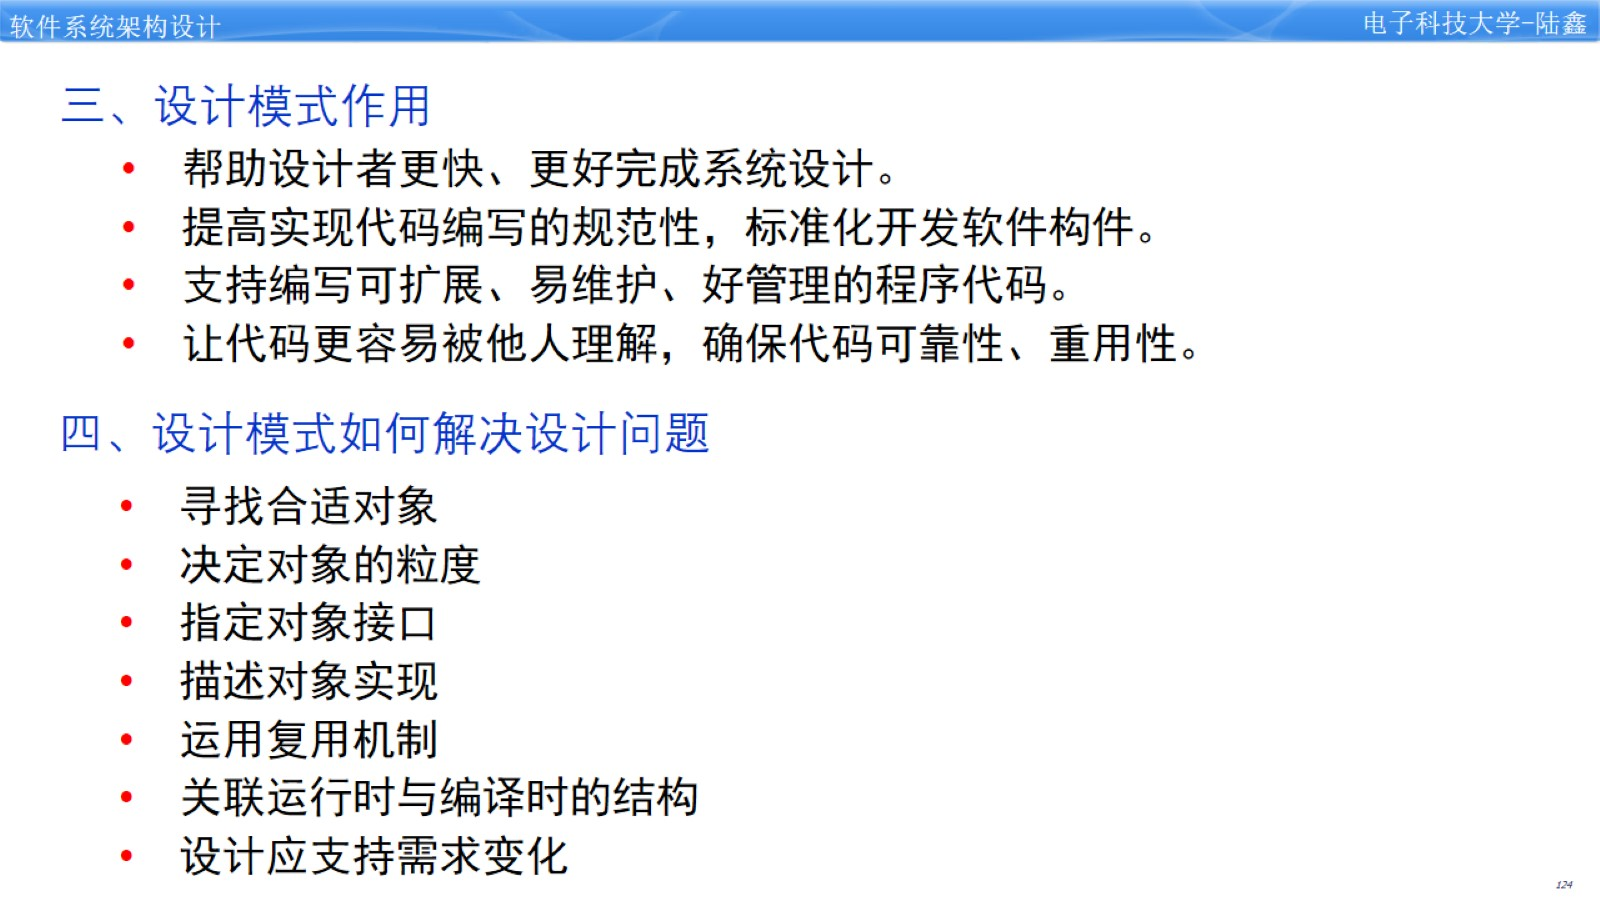 软件系统架构设计
电子科技大学-陆鑫
三、设计模式作用
• 帮助设计者更快、更好完成系统设计。
• 提高实现代码编写的规范性，标准化开发软件构件。
• 支持编写可扩展、易维护、好管理的程序代码。
• 让代码更容易被他人理解，确保代码可靠性、重用性。
四、设计模式如何解决设计问题
• 寻找合适对象
• 决定对象的粒度
• 指定对象接口
• 描述对象实现
• 运用复用机制
• 关联运行时与编译时的结构
• 设计应支持需求变化
124